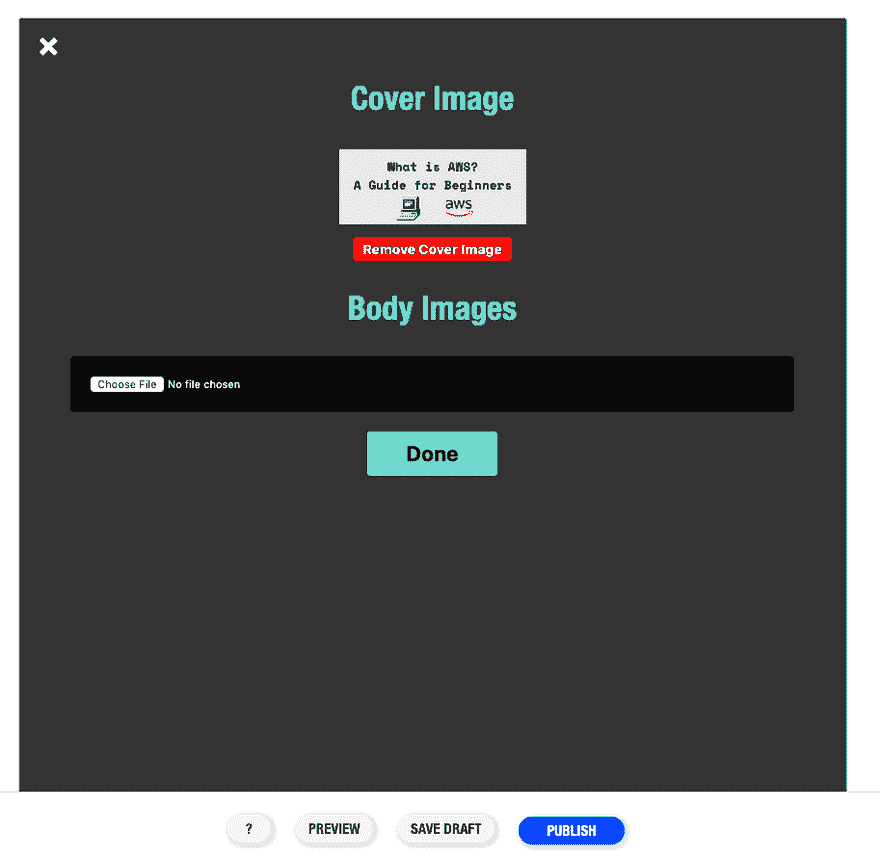 Cover Image
What is AWS?
A Guide for Beginners
aws
Remove Cover Image
Body Images
Choose File No file chosen
Done
? PREVIEW SAVE DRAFT PUBLISH